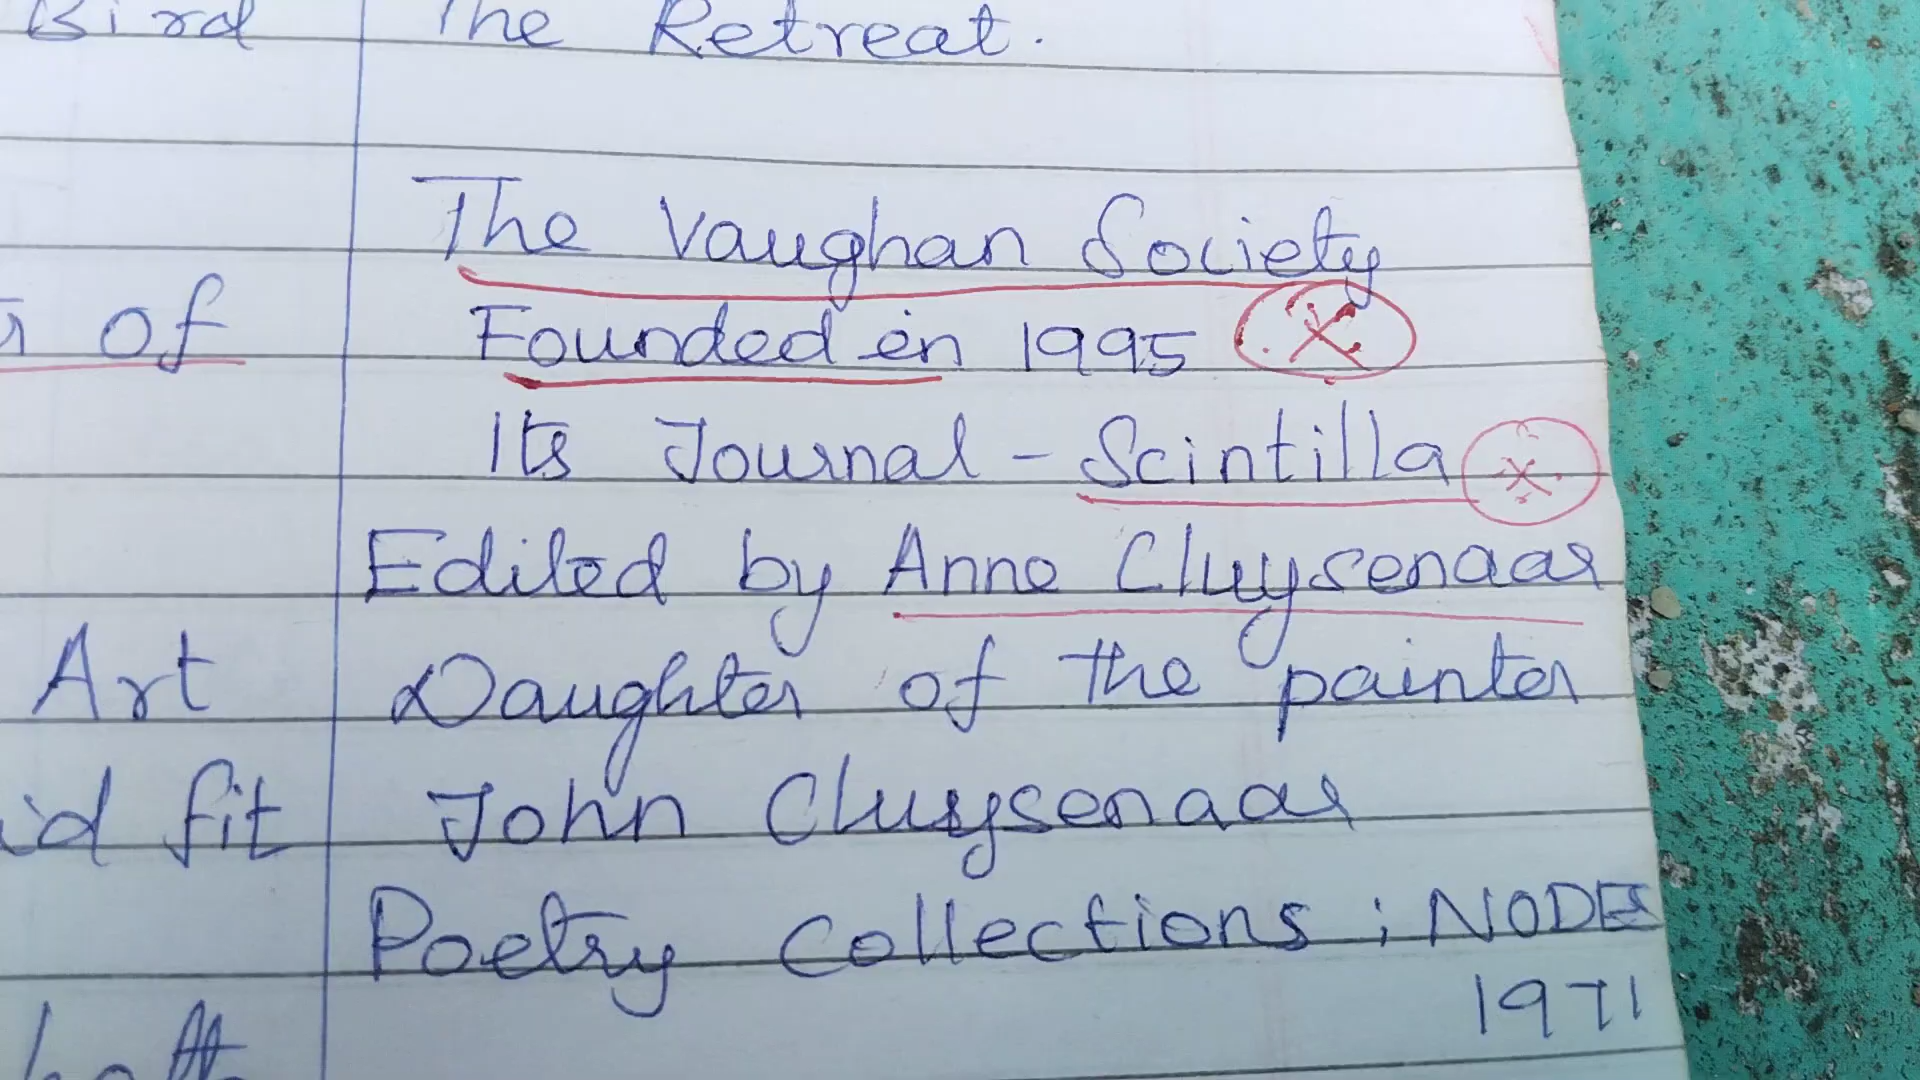 Bird
The Retreat.
The Vaughan Society
Founded in 1995
of
Its Journal - Scintilla
Edited by Anne Cluysenaar
Art
Daughter of the painter
id fit
John Cluysenaar
Poetry Collections : NODES
1971